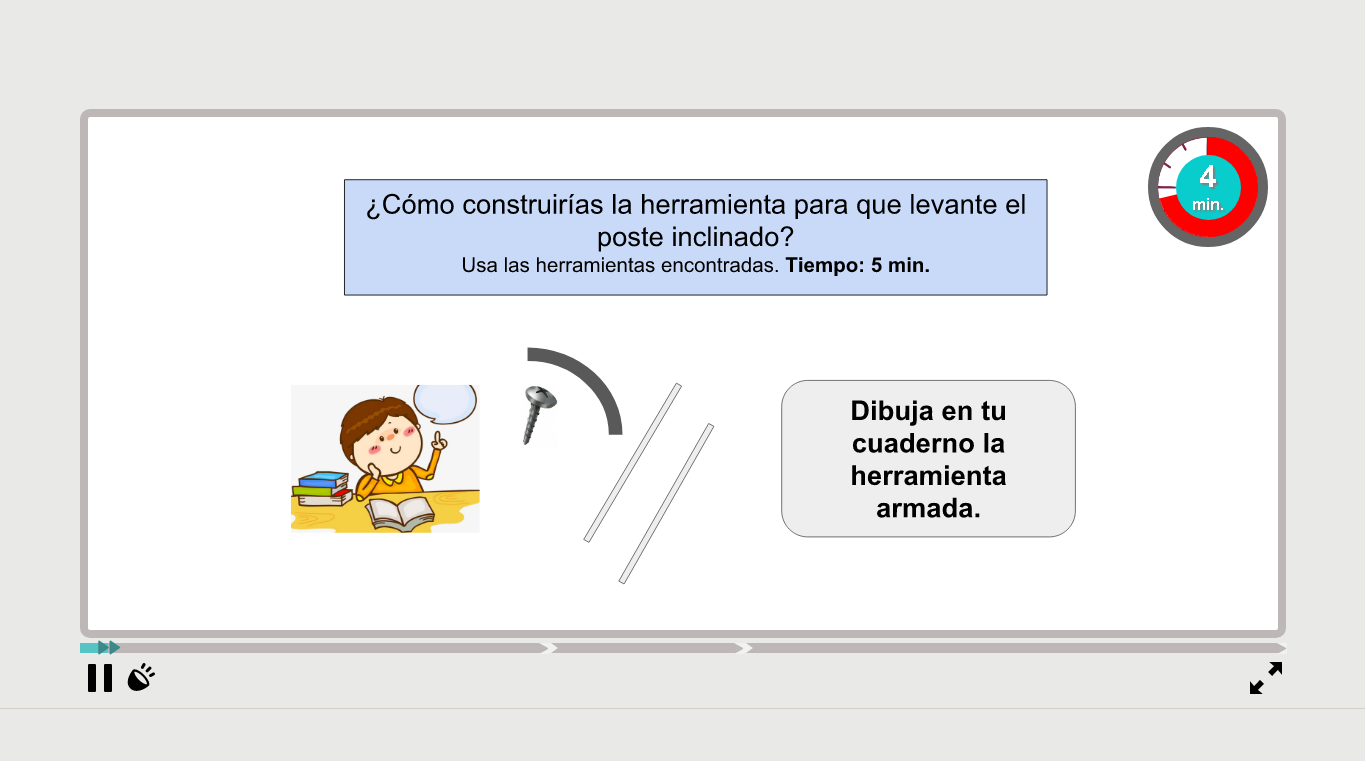 ¿Cómo construirías la herramienta para que levante el
poste inclinado?
Usa las herramientas encontradas. Tiempo: 5 min.
4
min.
Dibuja en tu
cuaderno la
herramienta
armada.